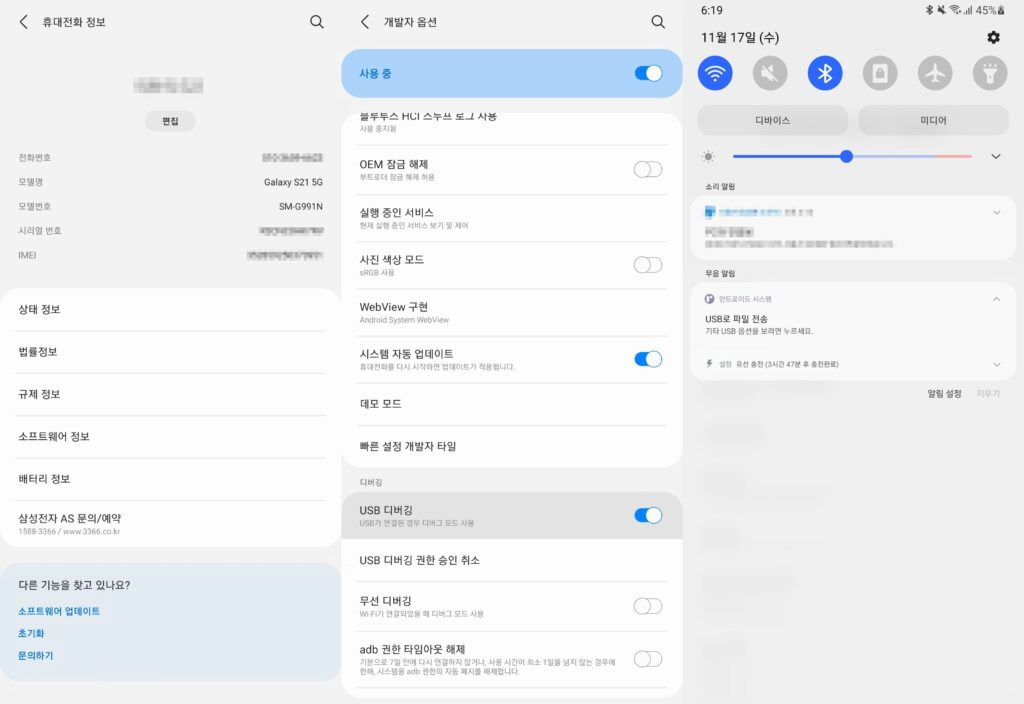 휴대전화 정보
편집
전화번호
모델명
Galaxy S21 5G
모델번호
SM-G991N
시리얼 번호
IMEI
상태 정보
법률정보
규제 정보
소프트웨어 정보
배터리 정보
삼성전자 AS 문의/예약
1588-3366 / www.3366.co.kr
다른 기능을 찾고 있나요?
소프트웨어 업데이트
초기화
문의하기
개발자 옵션
사용 중
블루투스 HCI 스누프 로그 사용
사용 중지됨
OEM 잠금 해제
부트로더 잠금 해제 허용
실행 중인 서비스
현재 실행 중인 서비스 보기 및 제어
사진 색상 모드
sRGB 사용
WebView 구현
Android System WebView
시스템 자동 업데이트
휴대전화를 다시 시작하면 업데이트가 적용됩니다.
데모 모드
빠른 설정 개발자 타일
디버깅
USB 디버깅
USB가 연결된 경우 디버그 모드 사용
USB 디버깅 권한 승인 취소
무선 디버깅
Wi-Fi가 연결되었을 때 디버그 모드 사용
adb 권한 타임아웃 해제
기본으로 7일 안에 다시 연결하지 않거나, 사용 시간이 최소 1일을 넘지 않는 경우에
한해, 시스템용 adb 권한의 자동 폐지를 해제합니다.
6:19
45%
11월 17일 (수)
디바이스
미디어
소리 알림
무음 알림
안드로이드 시스템
USB로 파일 전송
기타 USB 옵션을 보려면 누르세요.
설정 유선 충전 (3시간 47분 후 충전완료)
알림 설정
지우기